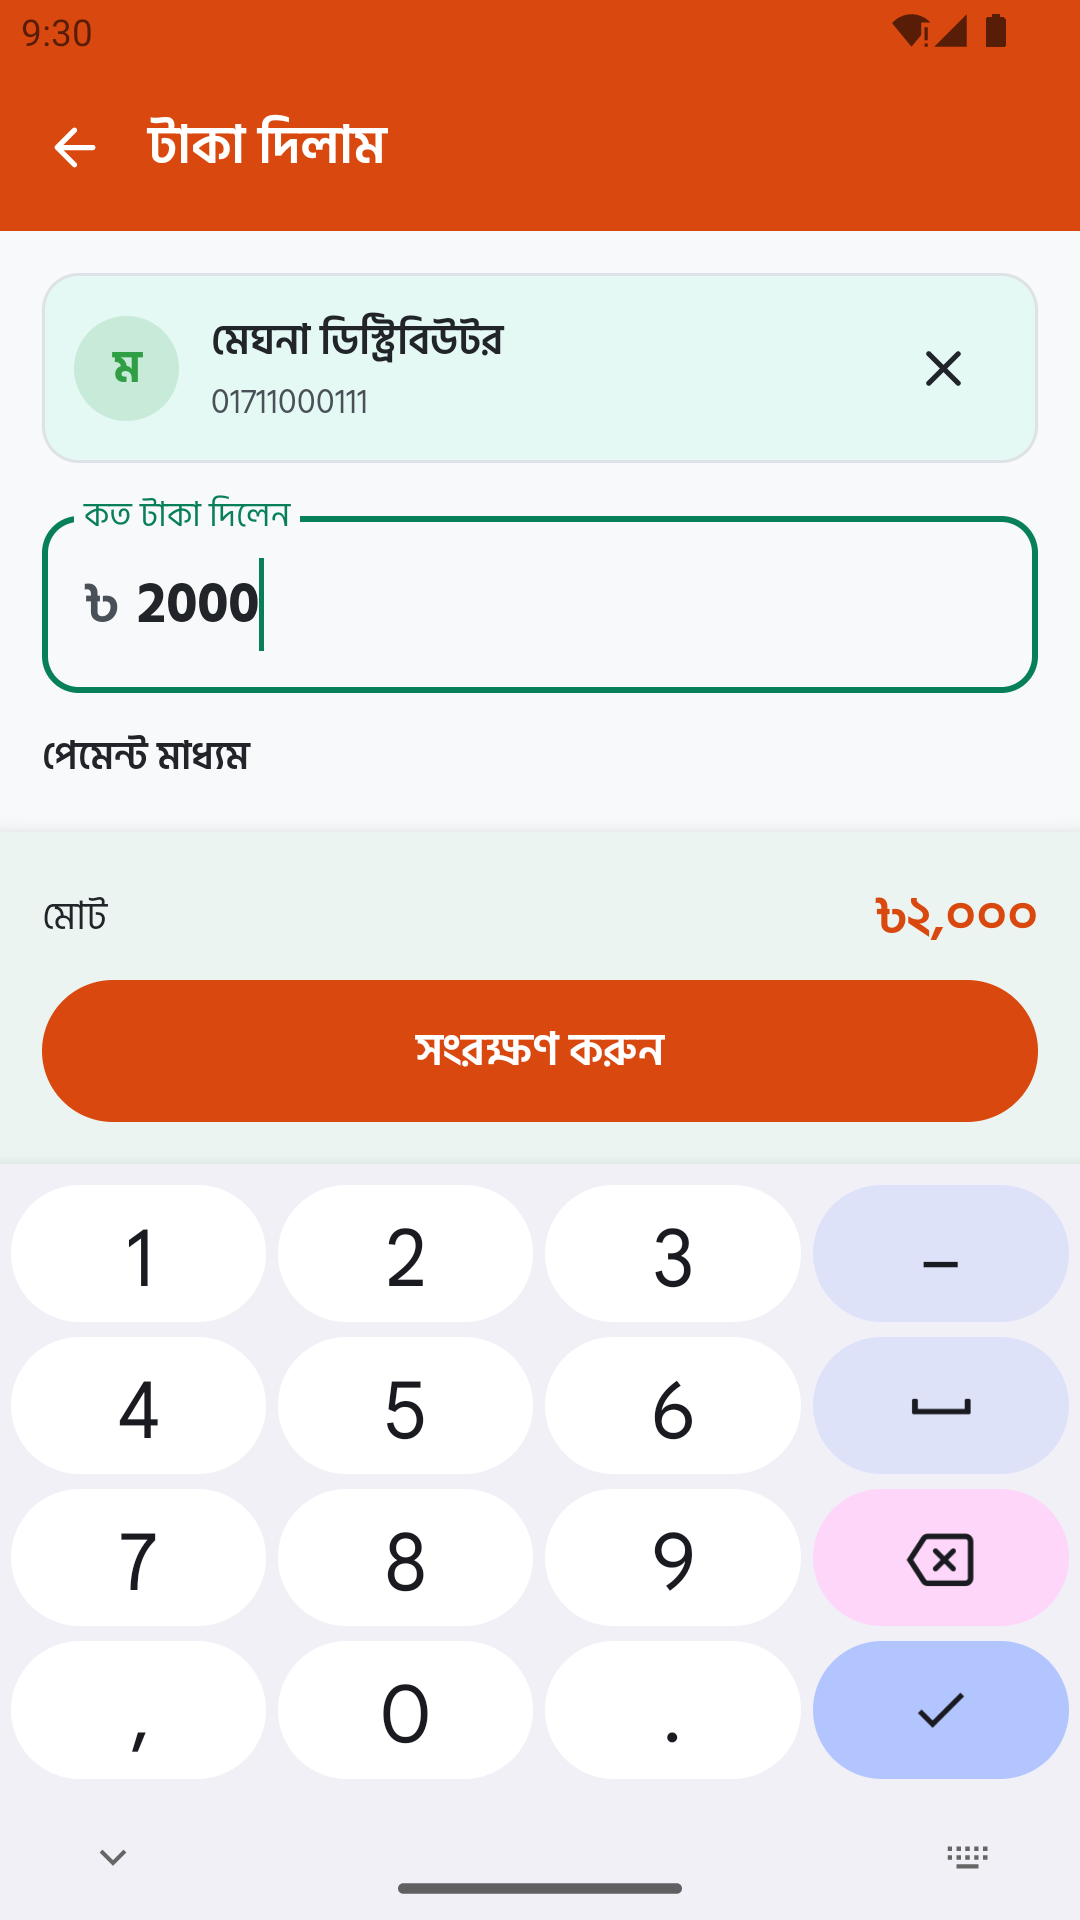 9:30
টাকা দিলাম
ম
মেঘনা ডিস্ট্রিবিউটর
01711000111
কত টাকা দিলেন
৳ 2000
পেমেন্ট মাধ্যম
মোট
৳২,০০০
সংরক্ষণ করুন
1 2 3 –
4 5 6
7 8 9
, 0 .